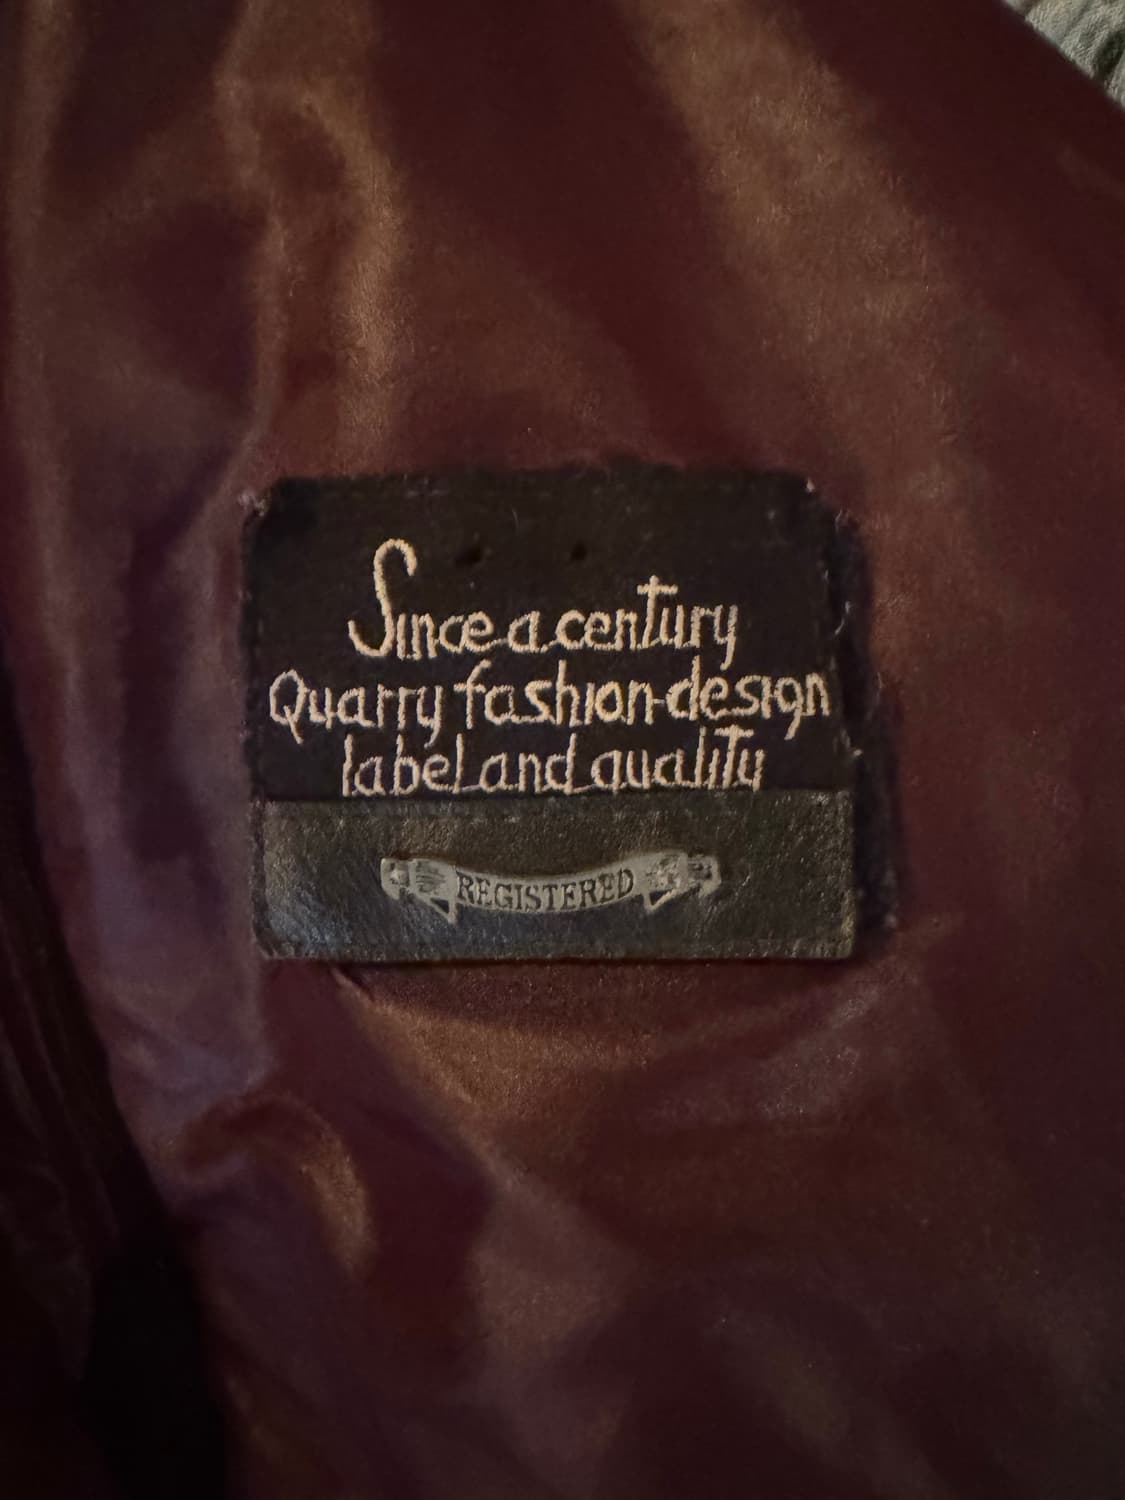 Since a century
Quarry fashion-design
label and quality
REGISTERED